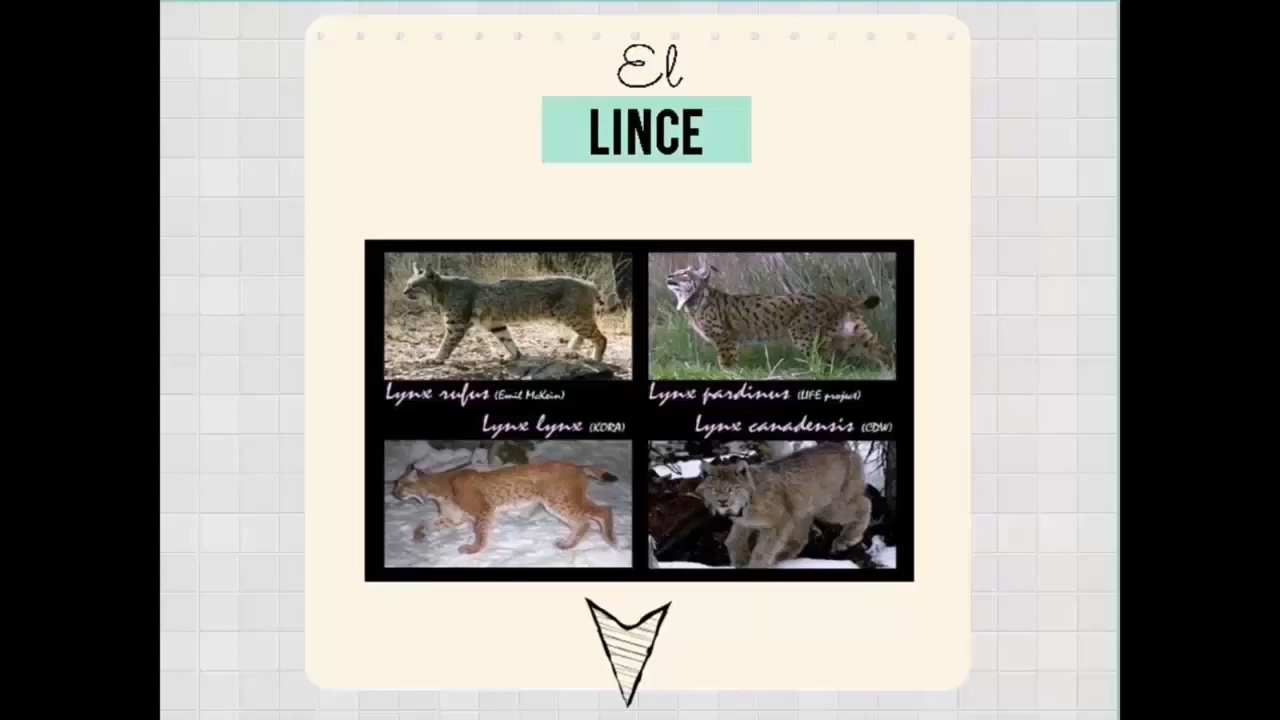 El
LINCE
Lynx rufus (Emil McKein)
Lynx pardinus (LIFE project)
Lynx lynx (KORA)
Lynx canadensis (CDW)